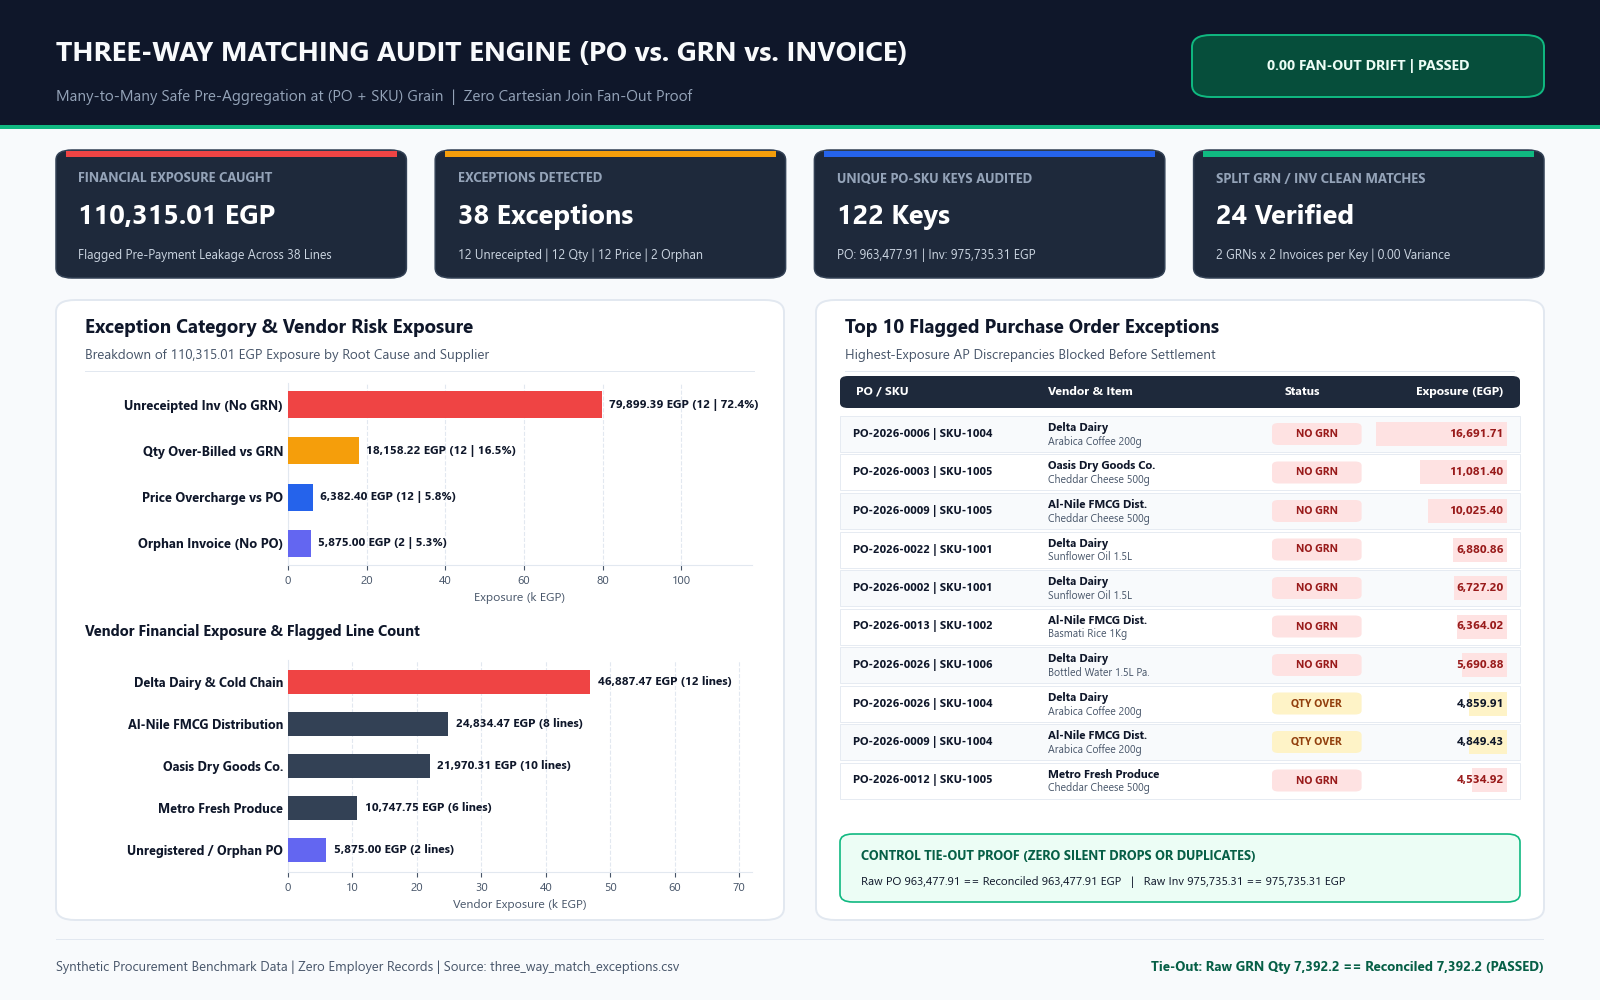 THREE-WAY MATCHING AUDIT ENGINE (PO vs. GRN vs. INVOICE)
Many-to-Many Safe Pre-Aggregation at (PO + SKU) Grain | Zero Cartesian Join Fan-Out Proof
0.00 FAN-OUT DRIFT | PASSED
FINANCIAL EXPOSURE CAUGHT
110,315.01 EGP
Flagged Pre-Payment Leakage Across 38 Lines
EXCEPTIONS DETECTED
38 Exceptions
12 Unreceipted | 12 Qty | 12 Price | 2 Orphan
UNIQUE PO-SKU KEYS AUDITED
122 Keys
PO: 963,477.91 | Inv: 975,735.31 EGP
SPLIT GRN / INV CLEAN MATCHES
24 Verified
2 GRNs x 2 Invoices per Key | 0.00 Variance
Exception Category & Vendor Risk Exposure
Breakdown of 110,315.01 EGP Exposure by Root Cause and Supplier
Unreceipted Inv (No GRN) 79,899.39 EGP (12 | 72.4%)
Qty Over-Billed vs GRN 18,158.22 EGP (12 | 16.5%)
Price Overcharge vs PO 6,382.40 EGP (12 | 5.8%)
Orphan Invoice (No PO) 5,875.00 EGP (2 | 5.3%)
0 20 40 60 80 100
Exposure (k EGP)
Vendor Financial Exposure & Flagged Line Count
Delta Dairy & Cold Chain 46,887.47 EGP (12 lines)
Al-Nile FMCG Distribution 24,834.47 EGP (8 lines)
Oasis Dry Goods Co. 21,970.31 EGP (10 lines)
Metro Fresh Produce 10,747.75 EGP (6 lines)
Unregistered / Orphan PO 5,875.00 EGP (2 lines)
0 10 20 30 40 50 60 70
Vendor Exposure (k EGP)
Top 10 Flagged Purchase Order Exceptions
Highest-Exposure AP Discrepancies Blocked Before Settlement
PO / SKU Vendor & Item Status Exposure (EGP)
PO-2026-0006 | SKU-1004 Delta Dairy NO GRN 16,691.71
Arabica Coffee 200g
PO-2026-0003 | SKU-1005 Oasis Dry Goods Co. NO GRN 11,081.40
Cheddar Cheese 500g
PO-2026-0009 | SKU-1005 Al-Nile FMCG Dist. NO GRN 10,025.40
Cheddar Cheese 500g
PO-2026-0022 | SKU-1001 Delta Dairy NO GRN 6,880.86
Sunflower Oil 1.5L
PO-2026-0002 | SKU-1001 Delta Dairy NO GRN 6,727.20
Sunflower Oil 1.5L
PO-2026-0013 | SKU-1002 Al-Nile FMCG Dist. NO GRN 6,364.02
Basmati Rice 1Kg
PO-2026-0026 | SKU-1006 Delta Dairy NO GRN 5,690.88
Bottled Water 1.5L Pa.
PO-2026-0026 | SKU-1004 Delta Dairy QTY OVER 4,859.91
Arabica Coffee 200g
PO-2026-0009 | SKU-1004 Al-Nile FMCG Dist. QTY OVER 4,849.43
Arabica Coffee 200g
PO-2026-0012 | SKU-1005 Metro Fresh Produce NO GRN 4,534.92
Cheddar Cheese 500g
CONTROL TIE-OUT PROOF (ZERO SILENT DROPS OR DUPLICATES)
Raw PO 963,477.91 == Reconciled 963,477.91 EGP | Raw Inv 975,735.31 == 975,735.31 EGP
Synthetic Procurement Benchmark Data | Zero Employer Records | Source: three_way_match_exceptions.csv
Tie-Out: Raw GRN Qty 7,392.2 == Reconciled 7,392.2 (PASSED)